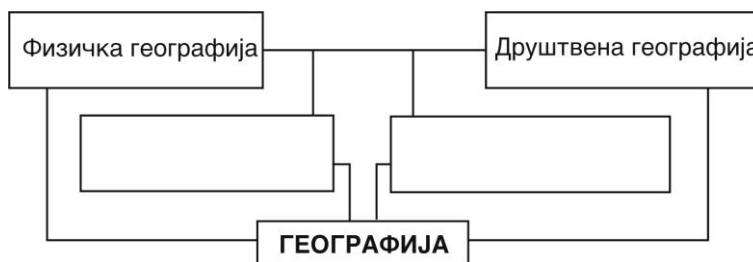 Физичка географија
Друштвена географија
ГЕОГРАФИЈА